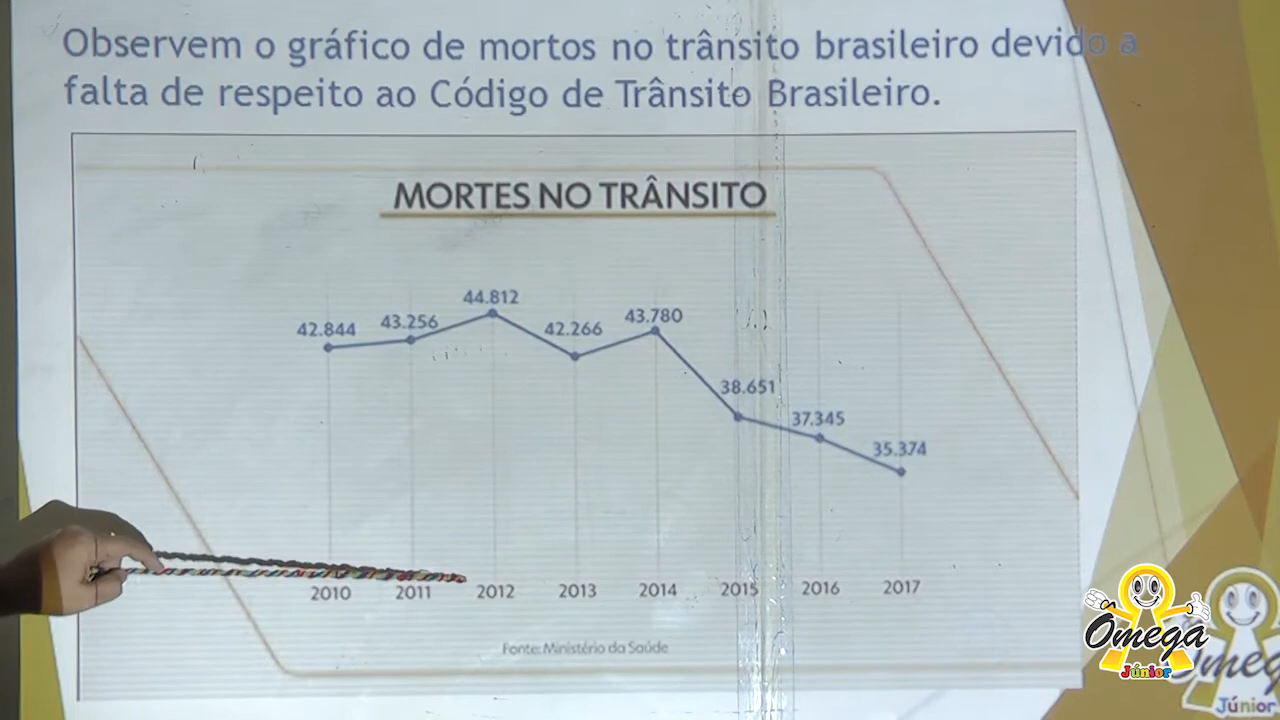 Observem o gráfico de mortos no trânsito brasileiro devido a
falta de respeito ao Código de Trânsito Brasileiro.
MORTES NO TRÂNSITO
42.844
43.256
44.812
42.266
43.780
38.651
37.345
35.374
2010 2011 2012 2013 2014 2015 2016 2017
Fonte: Ministério da Saúde
Ômega
Júnior
Ômega
Júnior